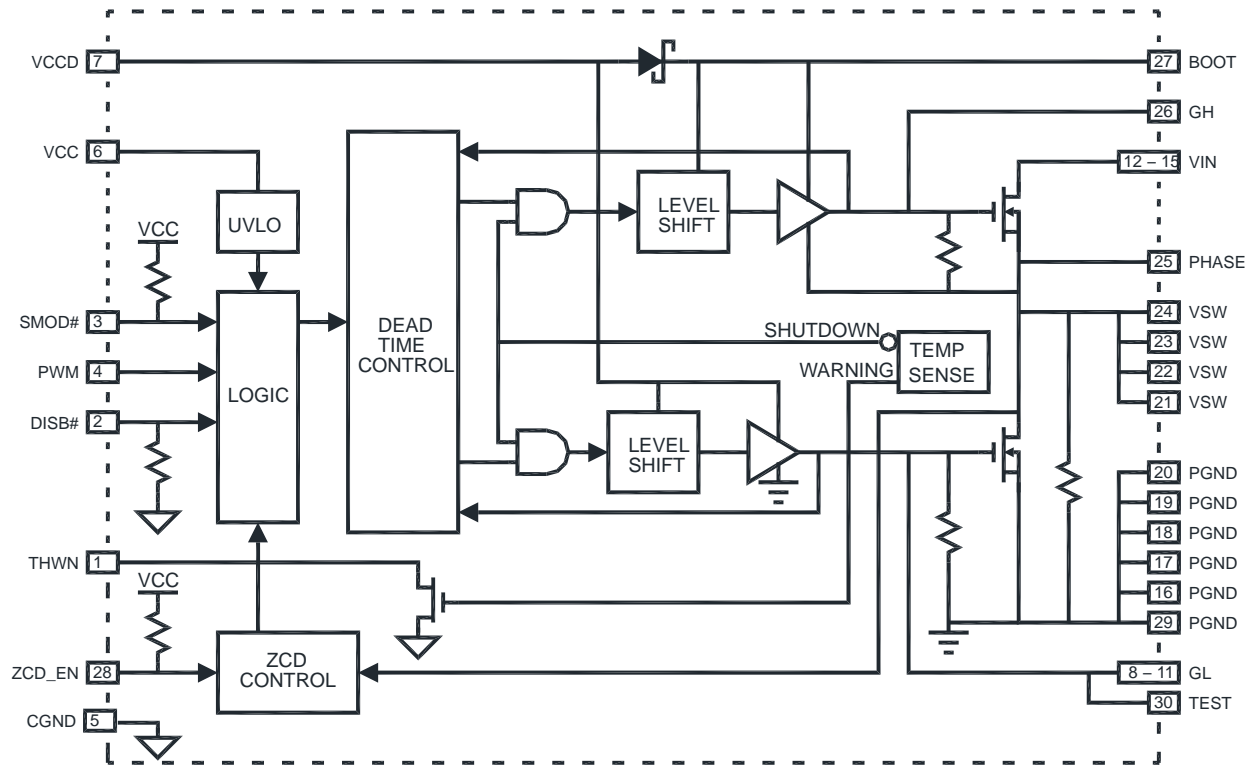 VCCD 7
VCC 6
VCC
SMOD# 3
PWM 4
DISB# 2
THWN 1
VCC
ZCD_EN 28
CGND 5
UVLO
LOGIC
ZCD
CONTROL
DEAD
TIME
CONTROL
LEVEL
SHIFT
SHUTDOWN
WARNING
TEMP
SENSE
LEVEL
SHIFT
27 BOOT
26 GH
12 – 15 VIN
25 PHASE
24 VSW
23 VSW
22 VSW
21 VSW
20 PGND
19 PGND
18 PGND
17 PGND
16 PGND
29 PGND
8 – 11 GL
30 TEST